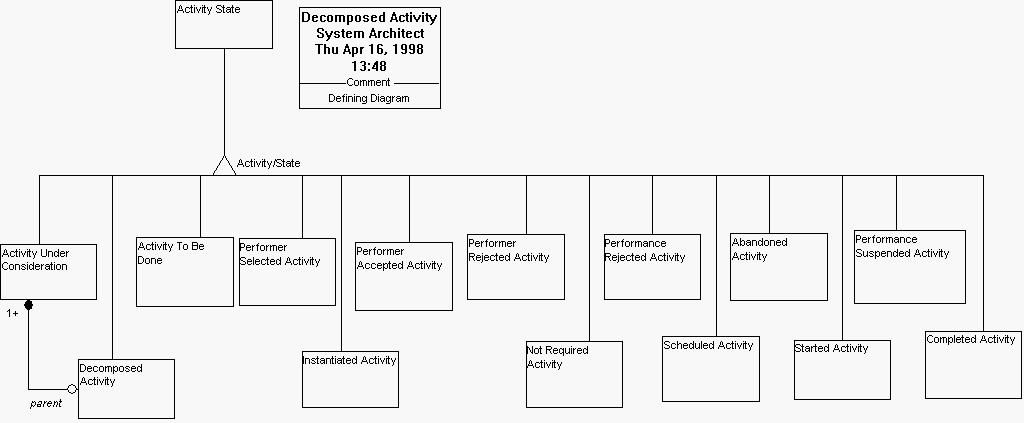 Activity State
Decomposed Activity
System Architect
Thu Apr 16, 1998
13:48
Comment
Defining Diagram
Activity/State
Activity Under
Consideration
Activity To Be
Done
Performer
Selected Activity
Performer
Accepted Activity
Performer
Rejected Activity
Performance
Rejected Activity
Abandoned
Activity
Performance
Suspended Activity
1+
Decomposed
Activity
parent
Instantiated Activity
Not Required
Activity
Scheduled Activity
Started Activity
Completed Activity